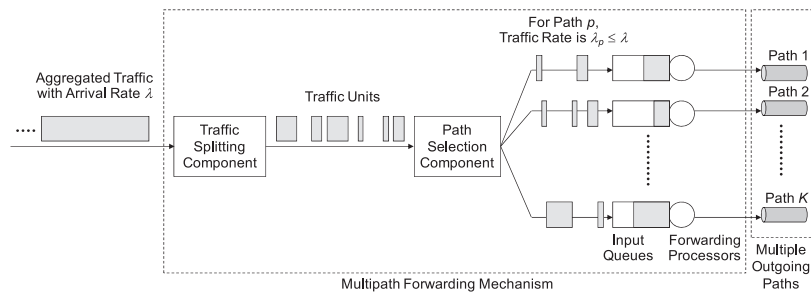 For Path p,
Traffic Rate is λp ≤ λ
Path 1
Aggregated Traffic
with Arrival Rate λ
Traffic Units
Path 2
Traffic
Splitting
Component
Path
Selection
Component
Path K
Input
Queues
Forwarding
Processors
Multipath Forwarding Mechanism
Multiple
Outgoing
Paths